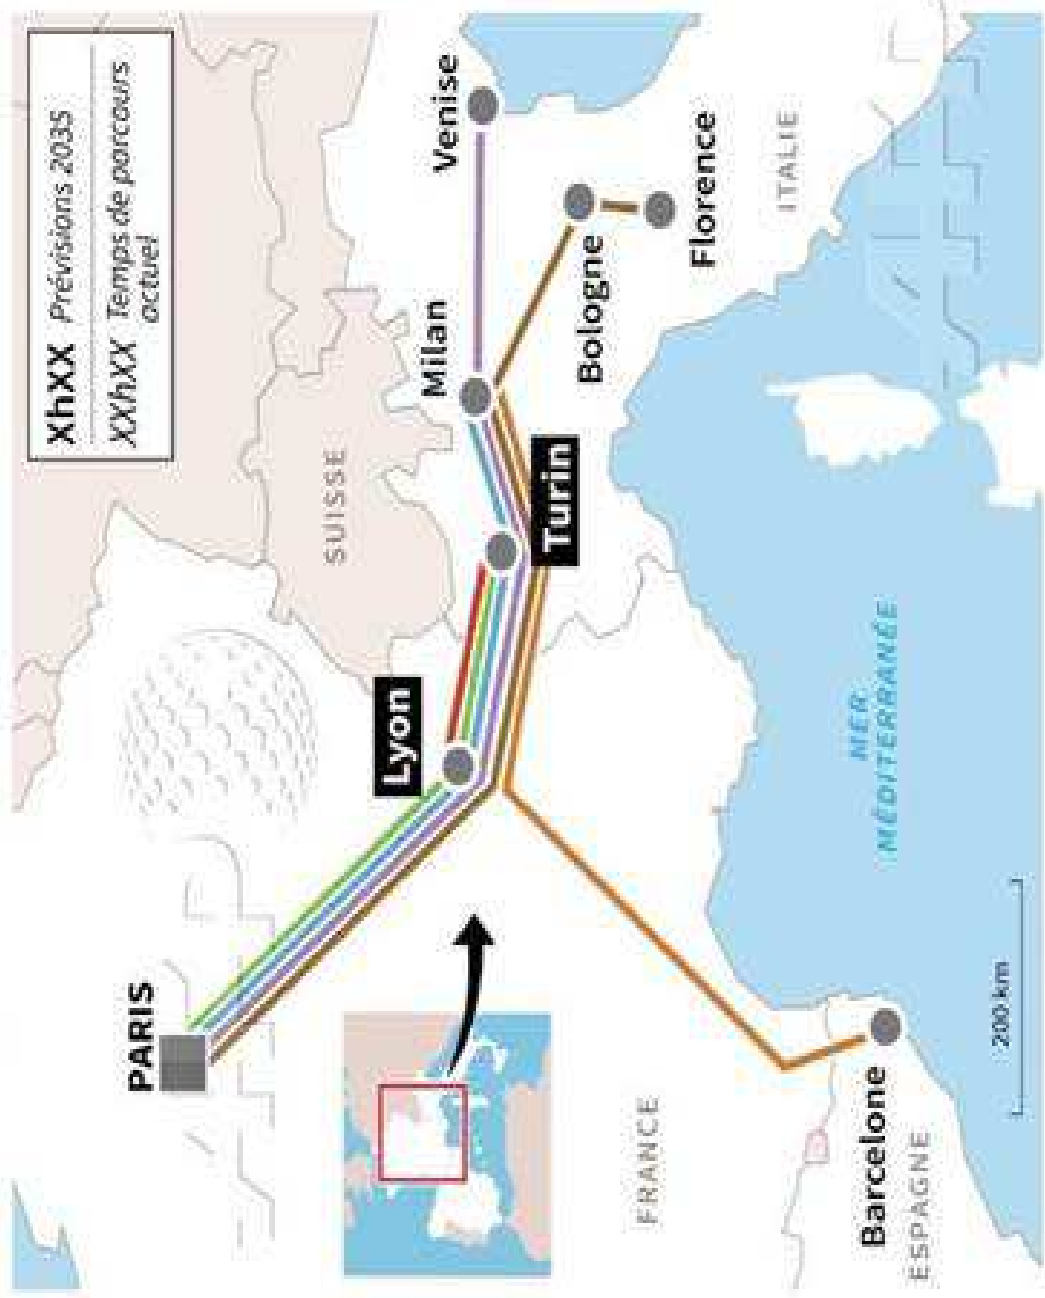 XhXX Prévisions 2035
XXhXX Temps de parcours
actuel
PARIS
Lyon
Turin
Milan
Venise
Bologne
Florence
SUISSE
ITALIE
FRANCE
Barcelone
ESPAGNE
MER
MÉDITERRANÉE
200 km